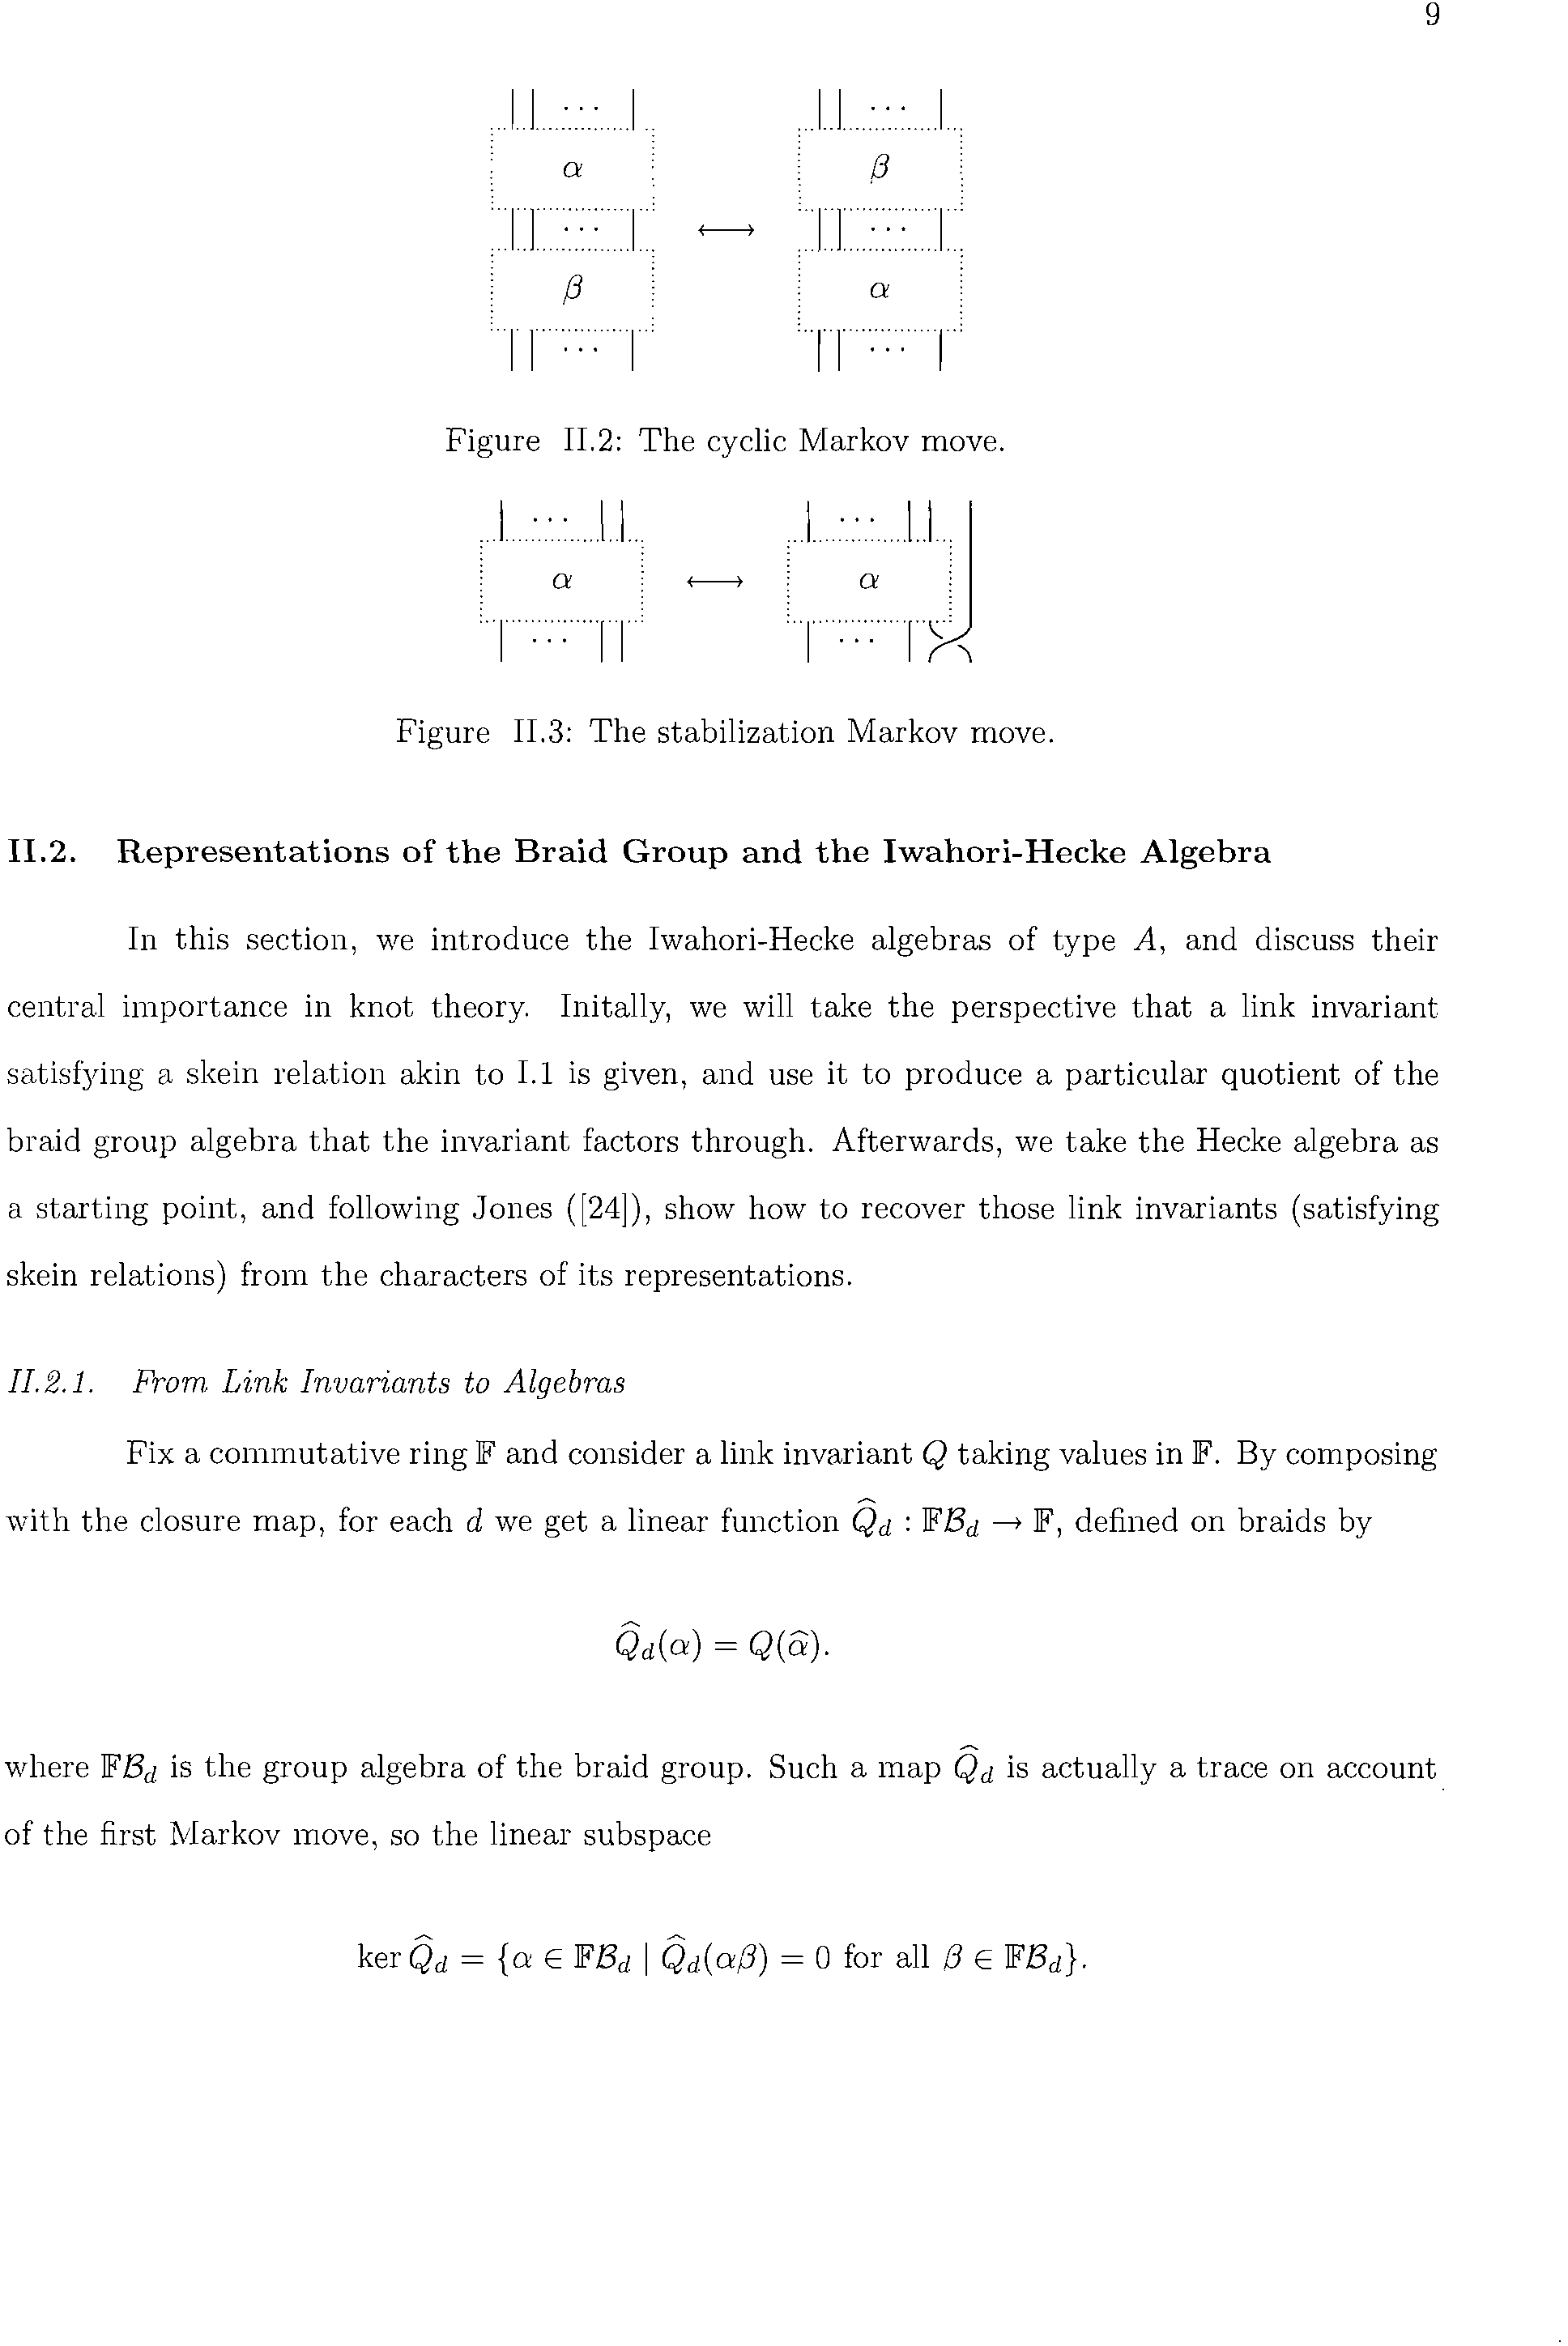 9
· · ·  · · ·
α  β
· · ·  ⟷  · · ·
β  α
· · ·  · · ·
Figure II.2: The cyclic Markov move.
· · ·  · · ·
α  ⟷  α
· · ·  · · ·
Figure II.3: The stabilization Markov move.
II.2. Representations of the Braid Group and the Iwahori-Hecke Algebra
In this section, we introduce the Iwahori-Hecke algebras of type A, and discuss their
central importance in knot theory. Initally, we will take the perspective that a link invariant
satisfying a skein relation akin to I.1 is given, and use it to produce a particular quotient of the
braid group algebra that the invariant factors through. Afterwards, we take the Hecke algebra as
a starting point, and following Jones ([24]), show how to recover those link invariants (satisfying
skein relations) from the characters of its representations.
II.2.1. From Link Invariants to Algebras
Fix a commutative ring 𝔽 and consider a link invariant Q taking values in 𝔽. By composing
with the closure map, for each d we get a linear function Q̂_d : 𝔽ℬ_d → 𝔽, defined on braids by
Q̂_d(α) = Q(α̂).
where 𝔽ℬ_d is the group algebra of the braid group. Such a map Q̂_d is actually a trace on account
of the first Markov move, so the linear subspace
ker Q̂_d = {α ∈ 𝔽ℬ_d | Q̂_d(αβ) = 0 for all β ∈ 𝔽ℬ_d}.